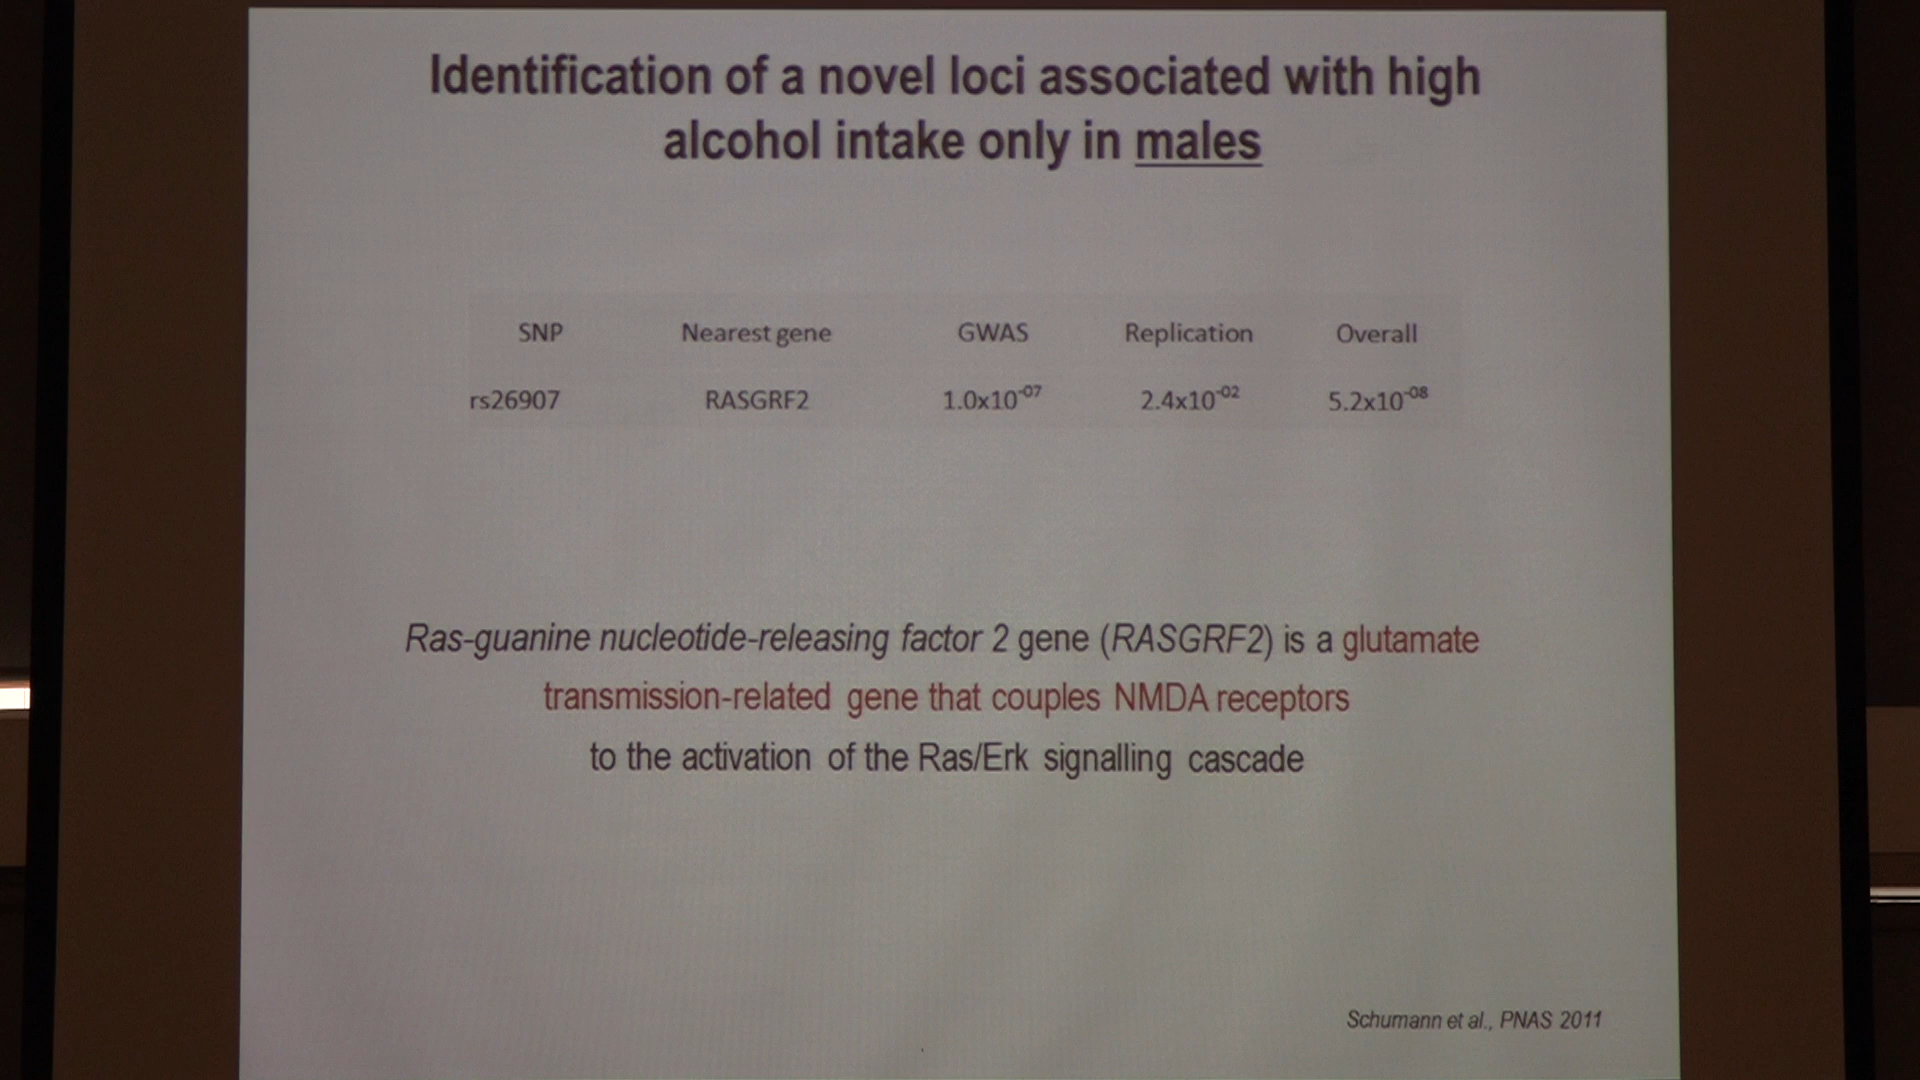 Identification of a novel loci associated with high
alcohol intake only in males
SNP Nearest gene GWAS Replication Overall
rs26907 RASGRF2 1.0x10-07 2.4x10-02 5.2x10-08
Ras-guanine nucleotide-releasing factor 2 gene (RASGRF2) is a glutamate
transmission-related gene that couples NMDA receptors
to the activation of the Ras/Erk signalling cascade
Schumann et al., PNAS 2011